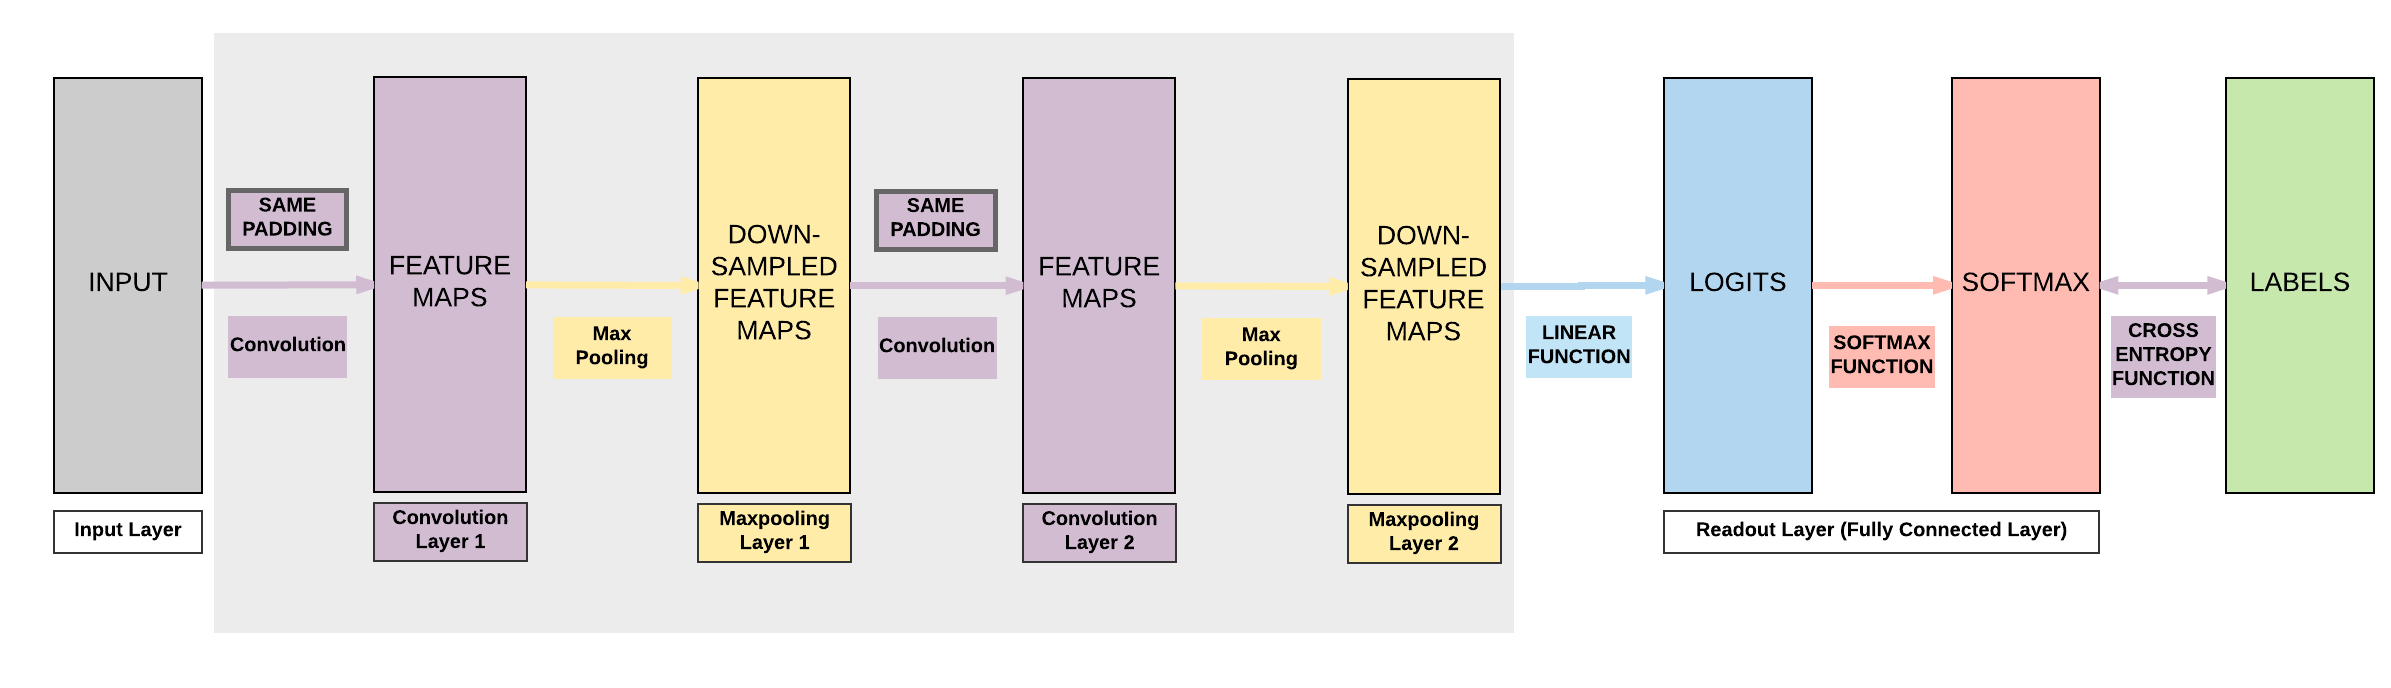 INPUT
Input Layer
SAME
PADDING
Convolution
FEATURE
MAPS
Convolution
Layer 1
Max
Pooling
DOWN-
SAMPLED
FEATURE
MAPS
Maxpooling
Layer 1
SAME
PADDING
Convolution
FEATURE
MAPS
Convolution
Layer 2
Max
Pooling
DOWN-
SAMPLED
FEATURE
MAPS
Maxpooling
Layer 2
LINEAR
FUNCTION
LOGITS
SOFTMAX
FUNCTION
SOFTMAX
Readout Layer (Fully Connected Layer)
CROSS
ENTROPY
FUNCTION
LABELS